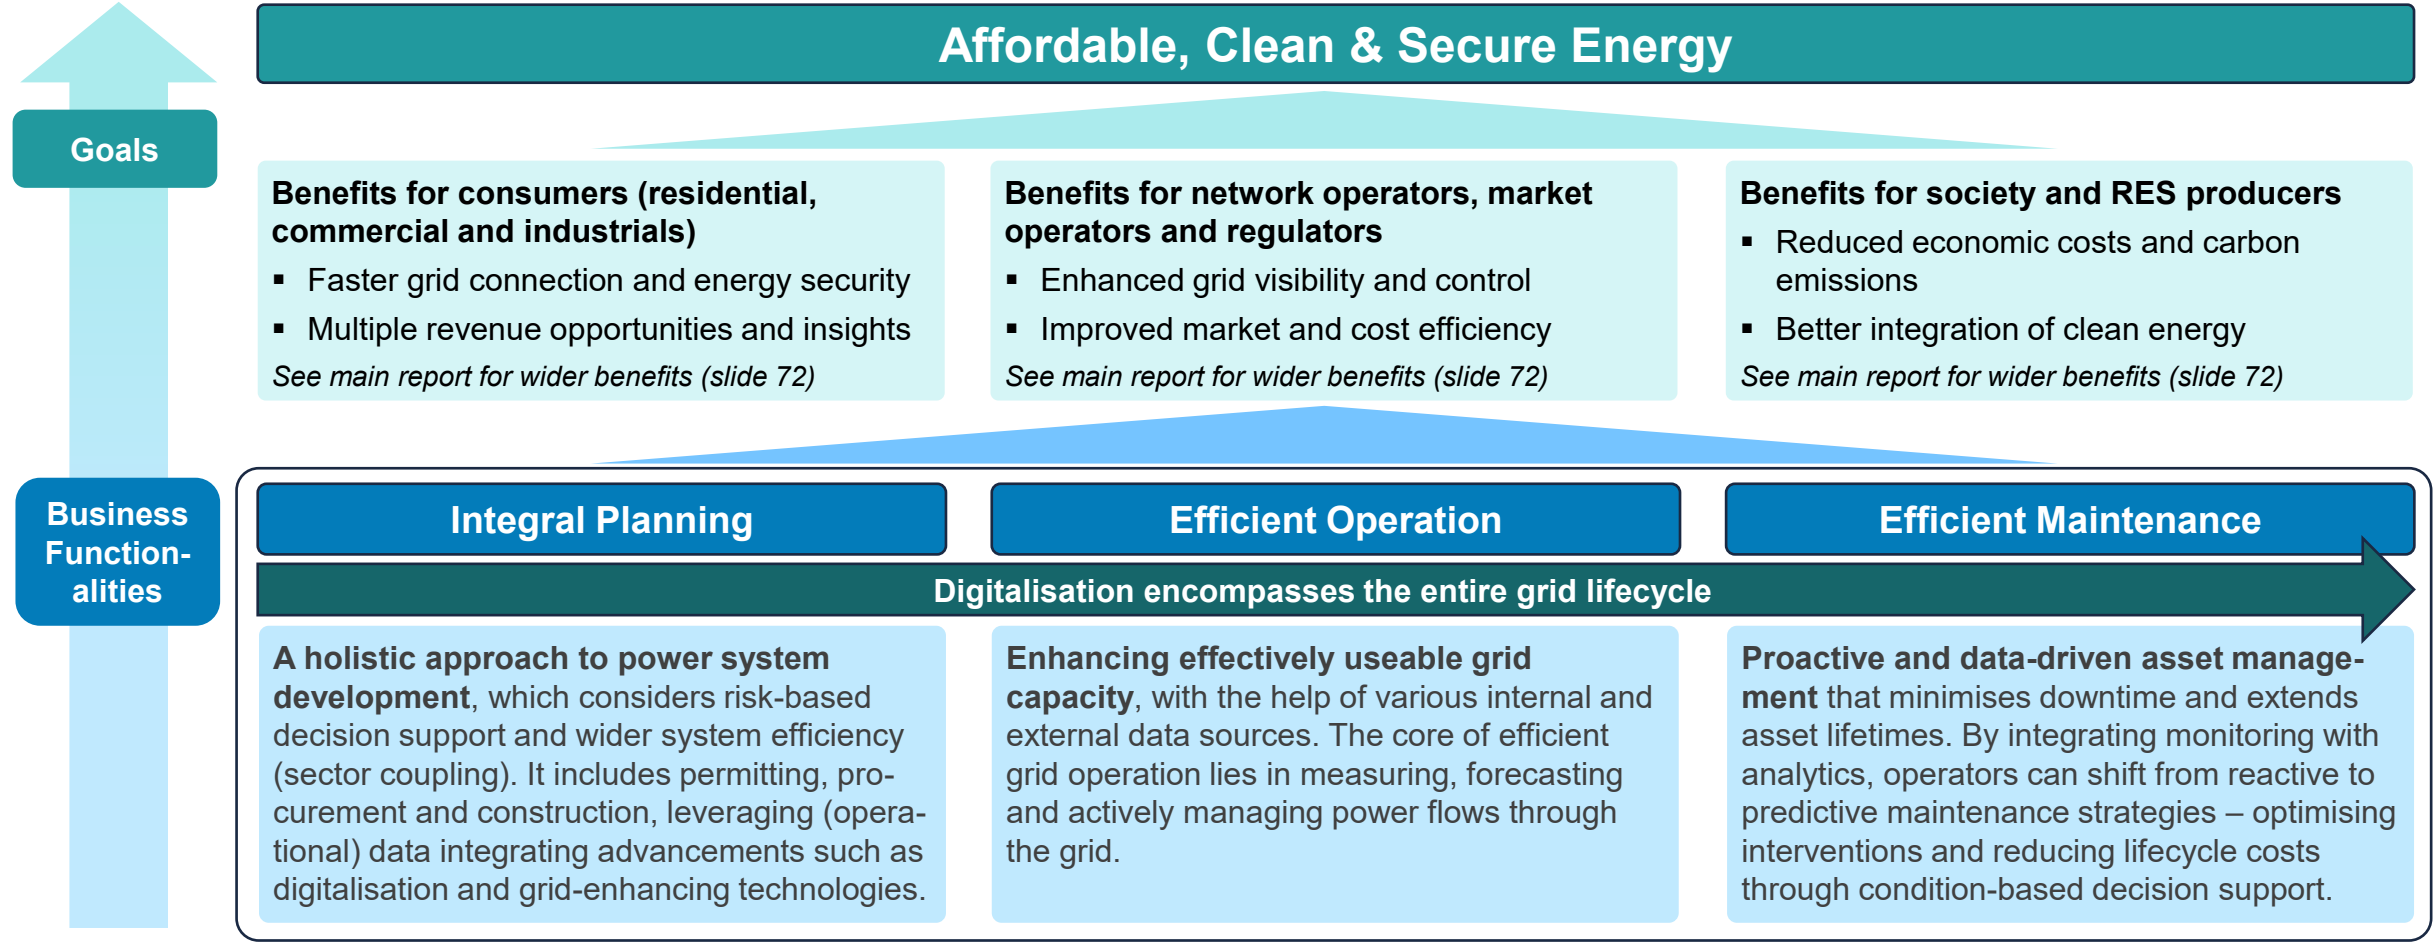 Affordable, Clean & Secure Energy
Goals
Benefits for consumers (residential,
commercial and industrials)
▪ Faster grid connection and energy security
▪ Multiple revenue opportunities and insights
See main report for wider benefits (slide 72)
Benefits for network operators, market
operators and regulators
▪ Enhanced grid visibility and control
▪ Improved market and cost efficiency
See main report for wider benefits (slide 72)
Benefits for society and RES producers
▪ Reduced economic costs and carbon
emissions
▪ Better integration of clean energy
See main report for wider benefits (slide 72)
Business
Function-
alities
Integral Planning
Efficient Operation
Efficient Maintenance
Digitalisation encompasses the entire grid lifecycle
A holistic approach to power system
development, which considers risk-based
decision support and wider system efficiency
(sector coupling). It includes permitting, pro-
curement and construction, leveraging (opera-
tional) data integrating advancements such as
digitalisation and grid-enhancing technologies.
Enhancing effectively useable grid
capacity, with the help of various internal and
external data sources. The core of efficient
grid operation lies in measuring, forecasting
and actively managing power flows through
the grid.
Proactive and data-driven asset manage-
ment that minimises downtime and extends
asset lifetimes. By integrating monitoring with
analytics, operators can shift from reactive to
predictive maintenance strategies – optimising
interventions and reducing lifecycle costs
through condition-based decision support.